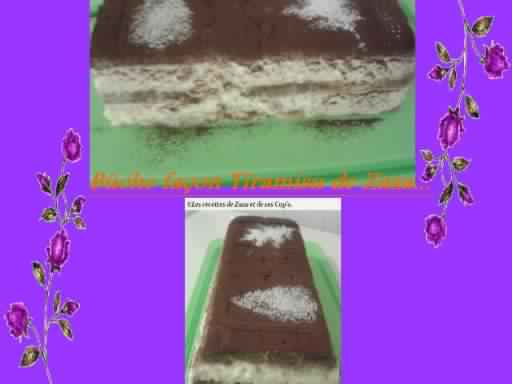 Bûche façon Tiramisu de Zaza...
©Les recettes de Zaza et de ses Cop's.